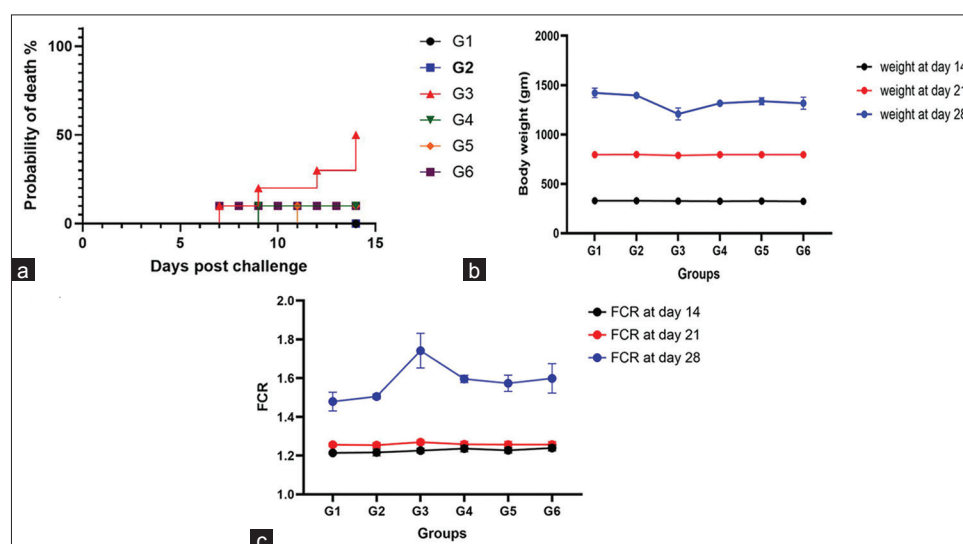 a
Probability of death %
100
50
0
0
5
10
15
Days post challenge
G1
G2
G3
G4
G5
G6
b
Body weight (gm)
2000
1500
1000
500
0
G1 G2 G3 G4 G5 G6
Groups
weight at day 14
weight at day 21
weight at day 28
c
FCR
2.0
1.8
1.6
1.4
1.2
1.0
G1 G2 G3 G4 G5 G6
Groups
FCR at day 14
FCR at day 21
FCR at day 28